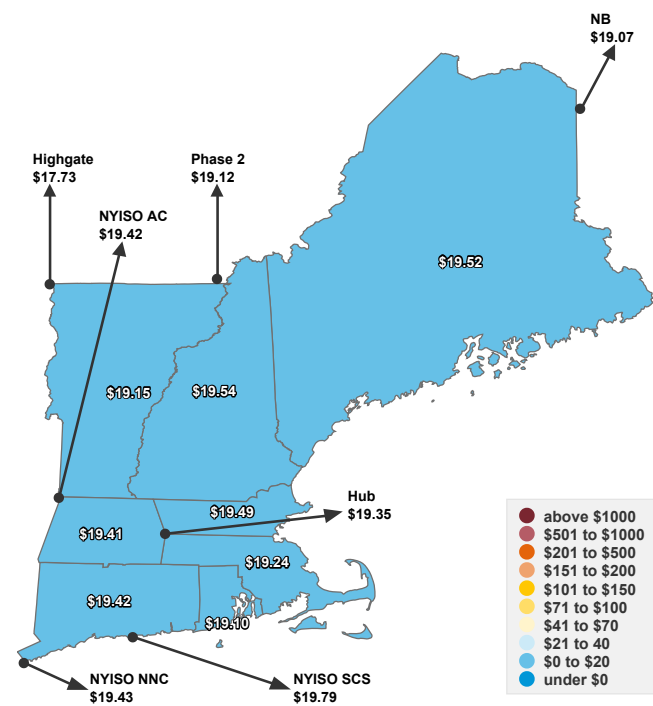 NB
$19.07
Highgate
$17.73
Phase 2
$19.12
NYISO AC
$19.42
$19.52
$19.15
$19.54
Hub
$19.35
$19.49
$19.41
$19.24
$19.42
$19.10
NYISO NNC
$19.43
NYISO SCS
$19.79
above $1000
$501 to $1000
$201 to $500
$151 to $200
$101 to $150
$71 to $100
$41 to $70
$21 to 40
$0 to $20
under $0